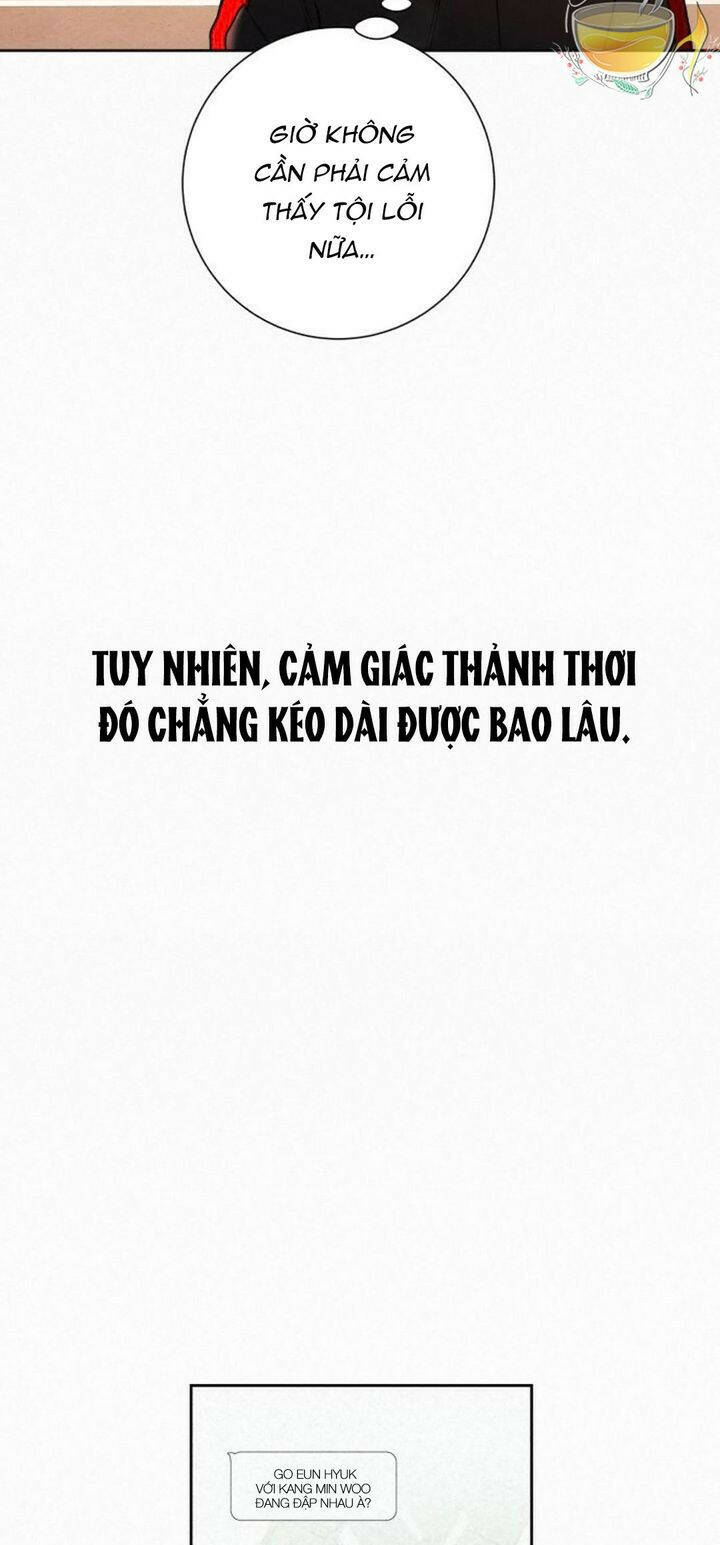 GIỜ KHÔNG
CẦN PHẢI CẢM
THẤY TỘI LỖI
NỮA...
TUY NHIÊN, CẢM GIÁC THẢNH THƠI
ĐÓ CHẲNG KÉO DÀI ĐƯỢC BAO LÂU.
GO EUN HYUK
VỚI KANG MIN WOO
ĐANG ĐẬP NHAU À?